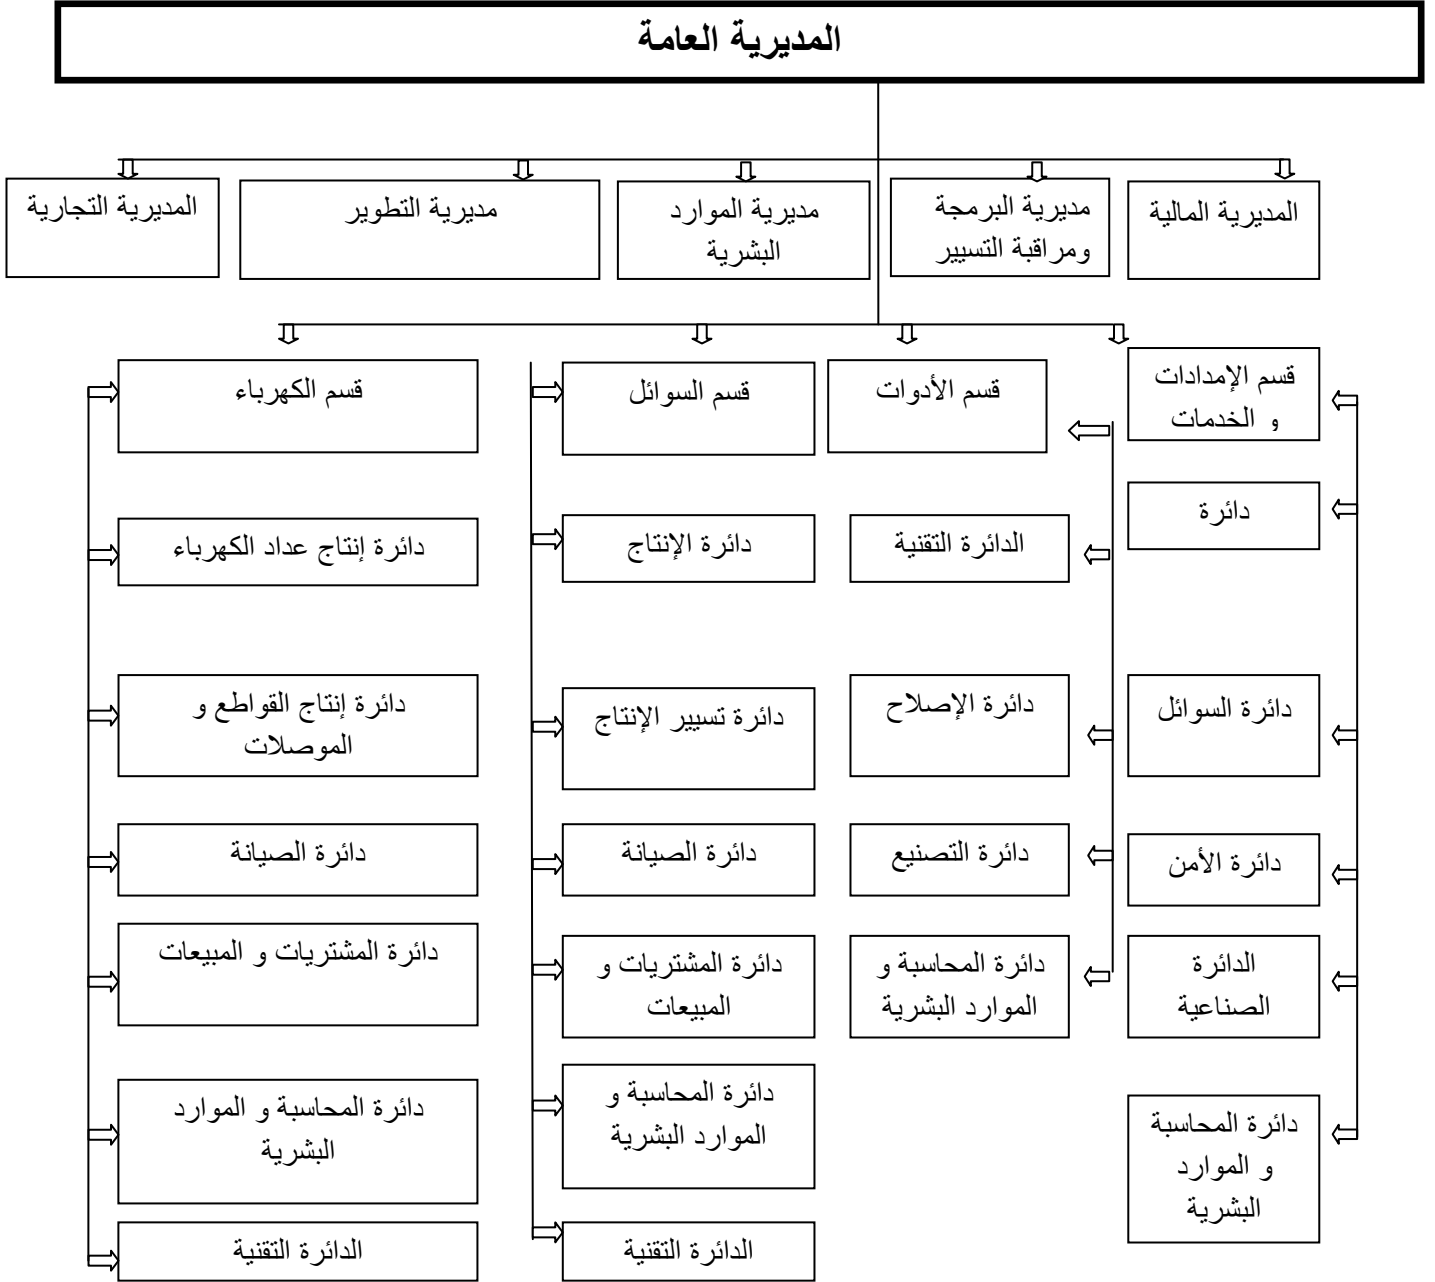 المديرية العامة
المديرية المالية
مديرية البرمجة
ومراقبة التسيير
مديرية الموارد
البشرية
مديرية التطوير
المديرية التجارية
قسم الإمدادات
و الخدمات
قسم الأدوات
قسم السوائل
قسم الكهرباء
دائرة
الدائرة التقنية
دائرة الإنتاج
دائرة إنتاج عداد الكهرباء
دائرة السوائل
دائرة الإصلاح
دائرة تسيير الإنتاج
دائرة إنتاج القواطع و
الموصلات
دائرة الأمن
دائرة التصنيع
دائرة الصيانة
دائرة الصيانة
الدائرة
الصناعية
دائرة المحاسبة و
الموارد البشرية
دائرة المشتريات و
المبيعات
دائرة المشتريات و المبيعات
دائرة المحاسبة
و الموارد
البشرية
دائرة المحاسبة و
الموارد البشرية
دائرة المحاسبة و الموارد
البشرية
الدائرة التقنية
الدائرة التقنية